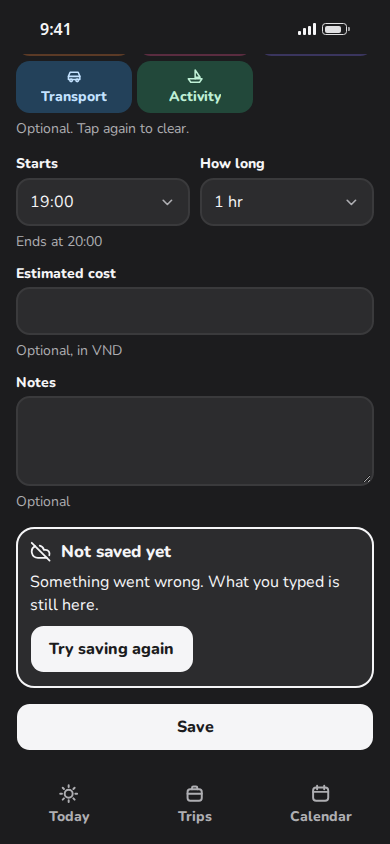 9:41
Transport
Activity
Optional. Tap again to clear.
Starts
How long
19:00
1 hr
Ends at 20:00
Estimated cost
Optional, in VND
Notes
Optional
Not saved yet
Something went wrong. What you typed is
still here.
Try saving again
Save
Today
Trips
Calendar